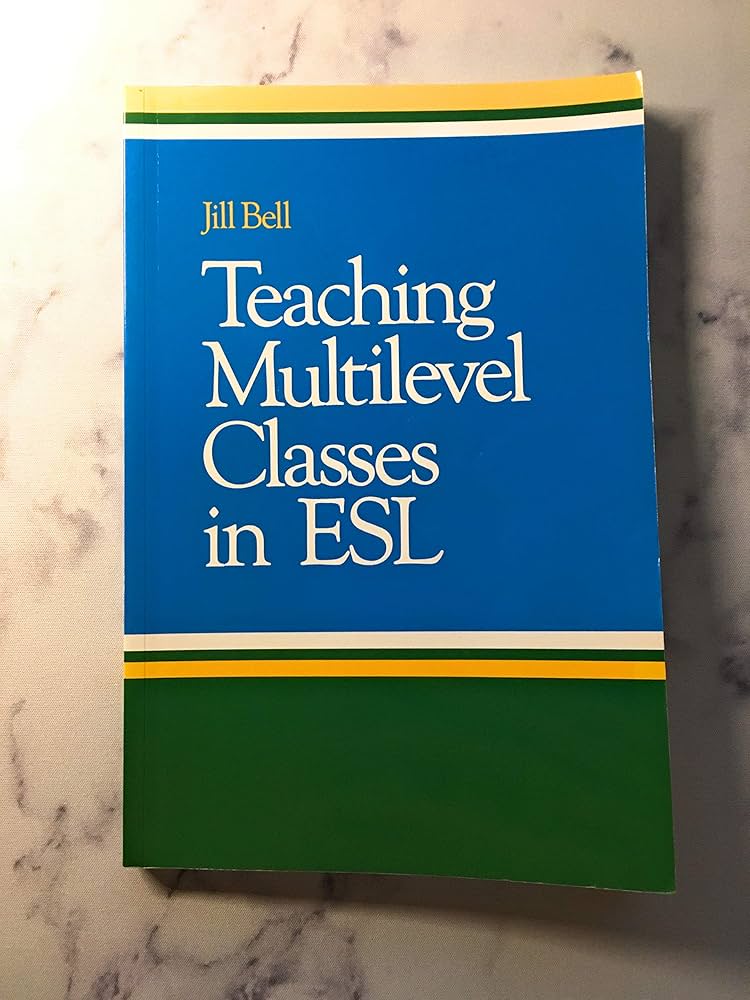 Jill Bell
Teaching
Multilevel
Classes
in ESL